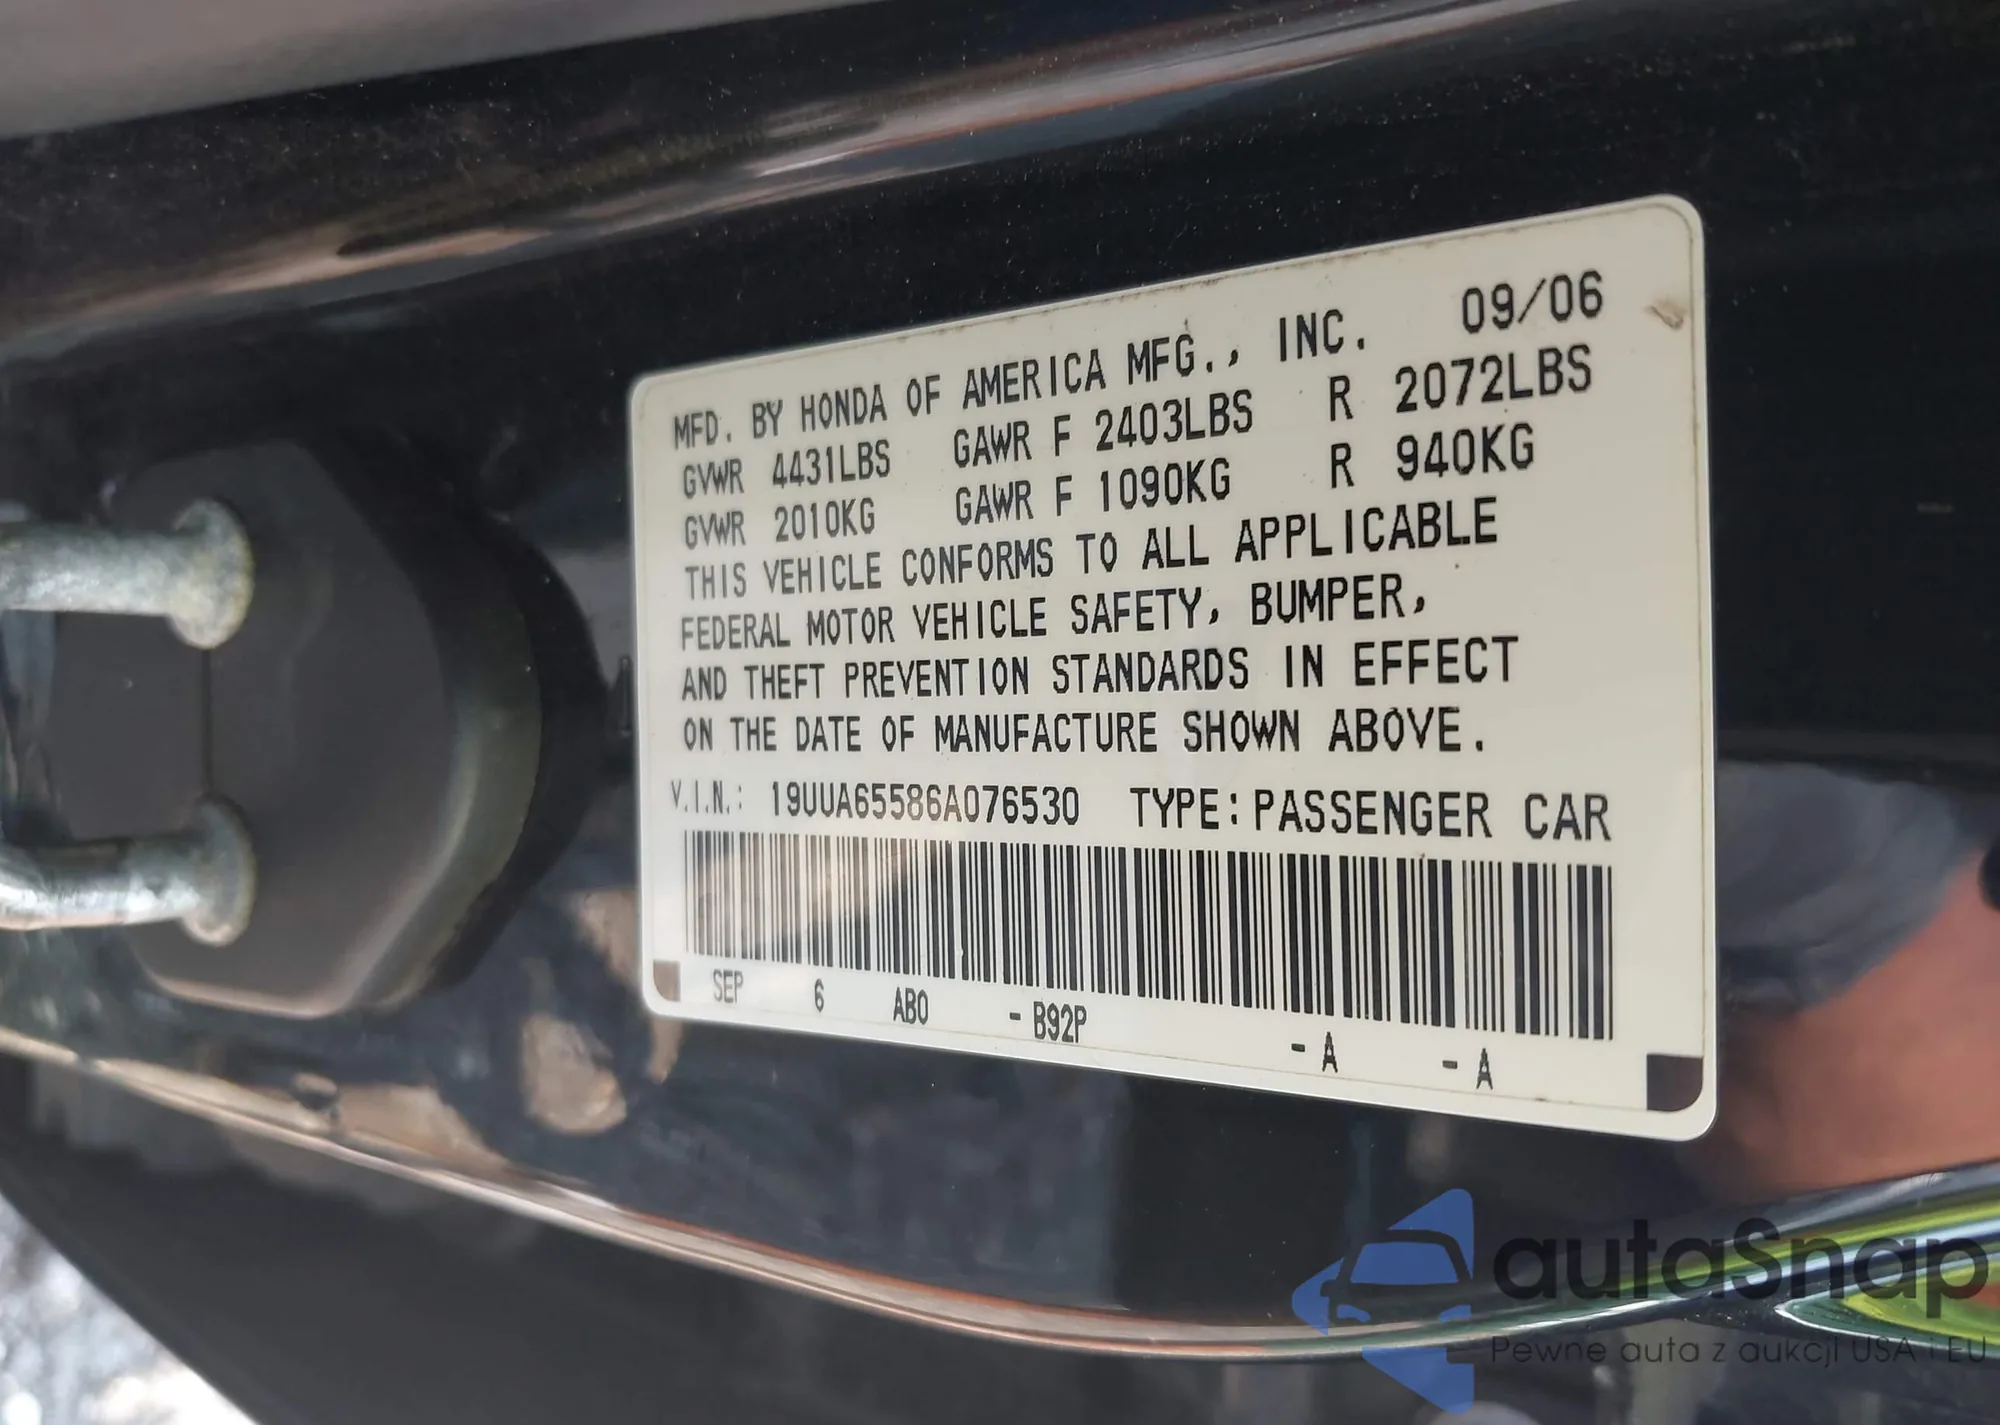 MFD. BY HONDA OF AMERICA MFG., INC. 09/06
GVWR 4431LBS GAWR F 2403LBS R 2072LBS
GVWR 2010KG GAWR F 1090KG R 940KG
THIS VEHICLE CONFORMS TO ALL APPLICABLE
FEDERAL MOTOR VEHICLE SAFETY, BUMPER,
AND THEFT PREVENTION STANDARDS IN EFFECT
ON THE DATE OF MANUFACTURE SHOWN ABOVE.
V.I.N.: 19UUA65586A076530 TYPE:PASSENGER CAR
SEP 6 AB0 -B92P -A -A
autaSnap
Pewne auta z aukcji USA i EU